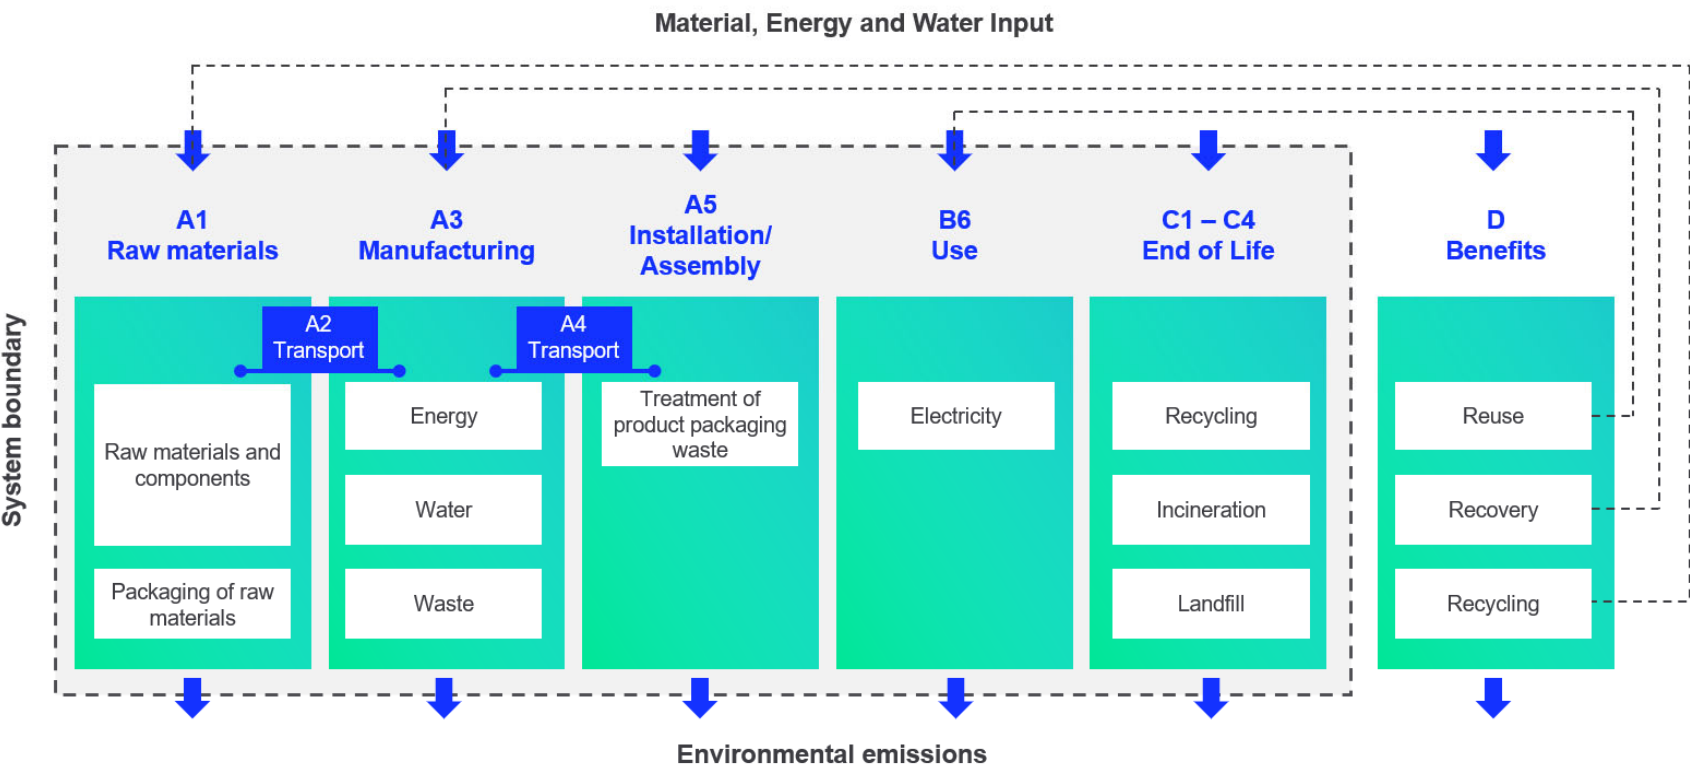 Material, Energy and Water Input
A1
Raw materials
A3
Manufacturing
A5
Installation/
Assembly
B6
Use
C1 – C4
End of Life
D
Benefits
System boundary
A2
Transport
A4
Transport
Raw materials and
components
Packaging of raw
materials
Energy
Water
Waste
Treatment of
product packaging
waste
Electricity
Recycling
Incineration
Landfill
Reuse
Recovery
Recycling
Environmental emissions